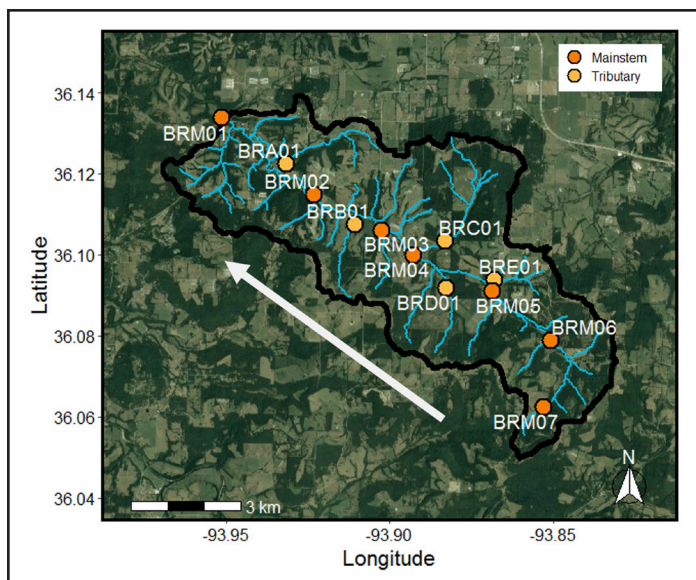 Mainstem
Tributary
36.14
36.12
36.10
36.08
36.06
36.04
Latitude
BRM01
BRA01
BRM02
BRB01
BRM03
BRC01
BRM04
BRE01
BRD01
BRM05
BRM06
BRM07
N
3 km
-93.95
-93.90
-93.85
Longitude